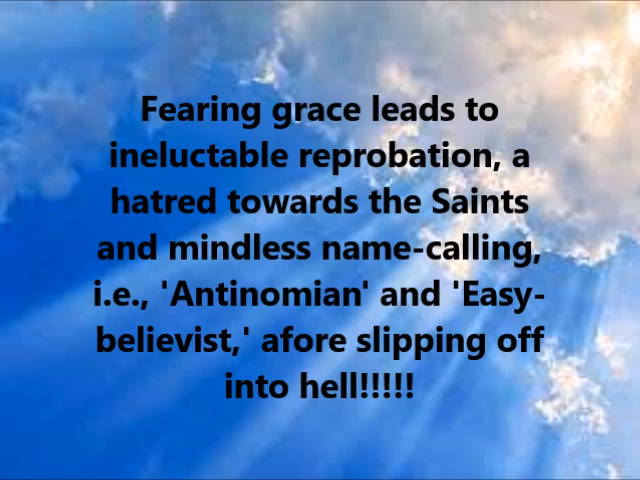 Fearing grace leads to
ineluctable reprobation, a
hatred towards the Saints
and mindless name-calling,
i.e., 'Antinomian' and 'Easy-
believist,' afore slipping off
into hell!!!!!